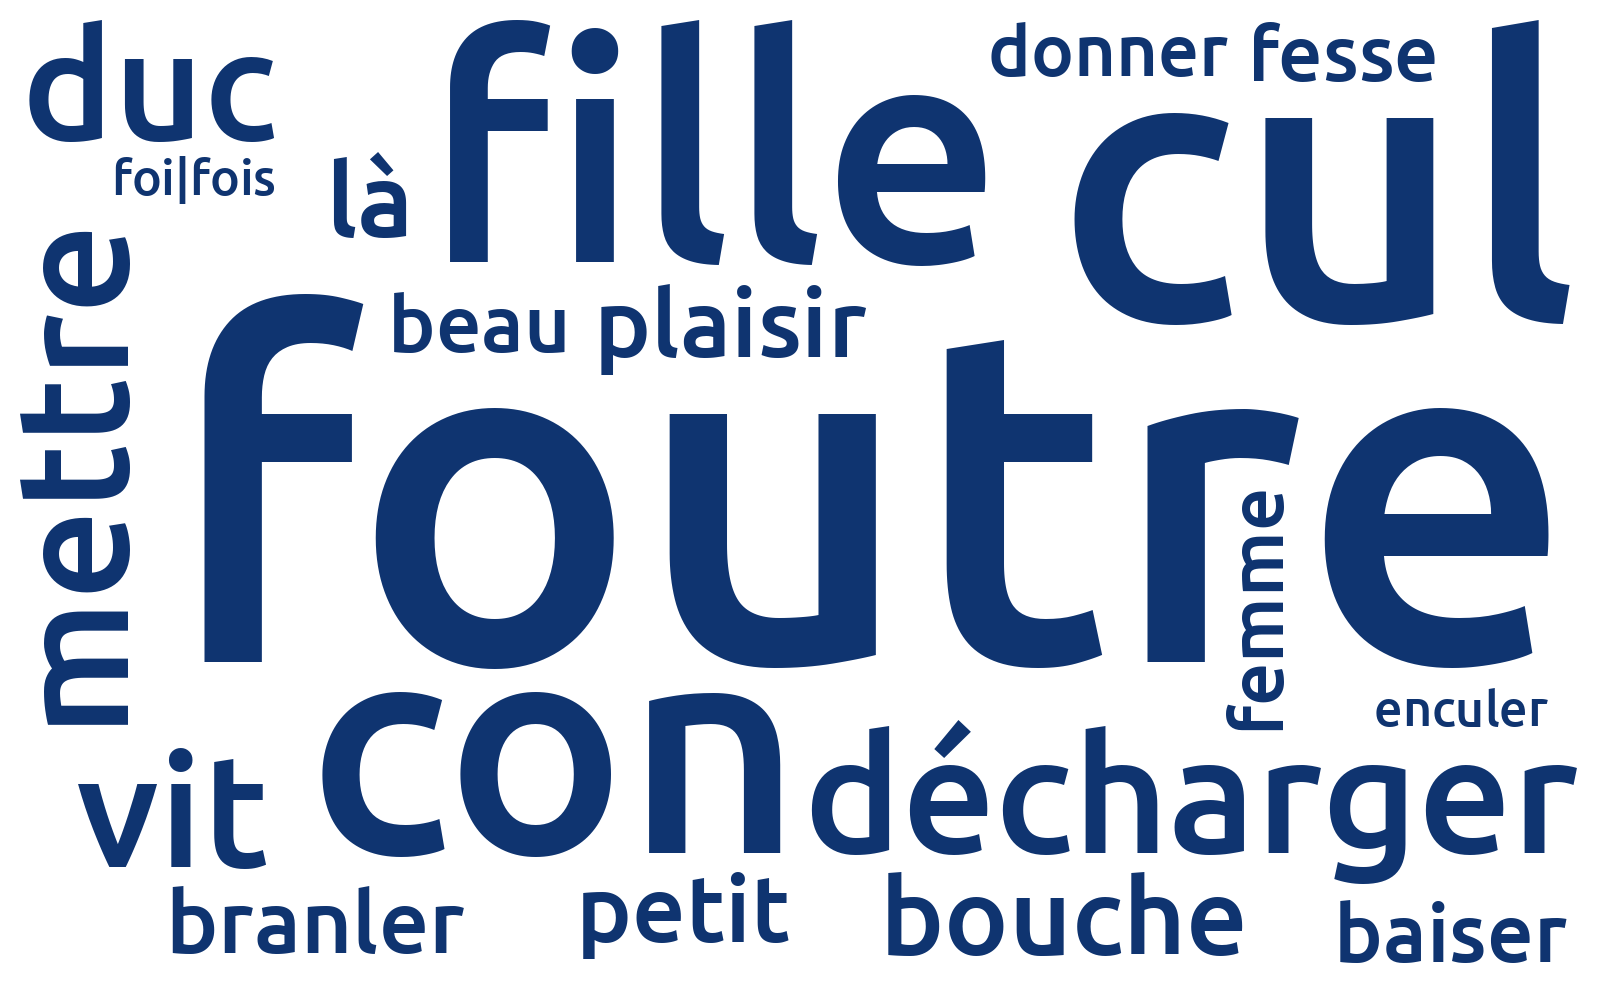 duc
fille
donner
fesse
cul
foi|fois
là
mettre
beau
plaisir
foutre
femme
enculer
vit
con
décharger
branler
petit
bouche
baiser